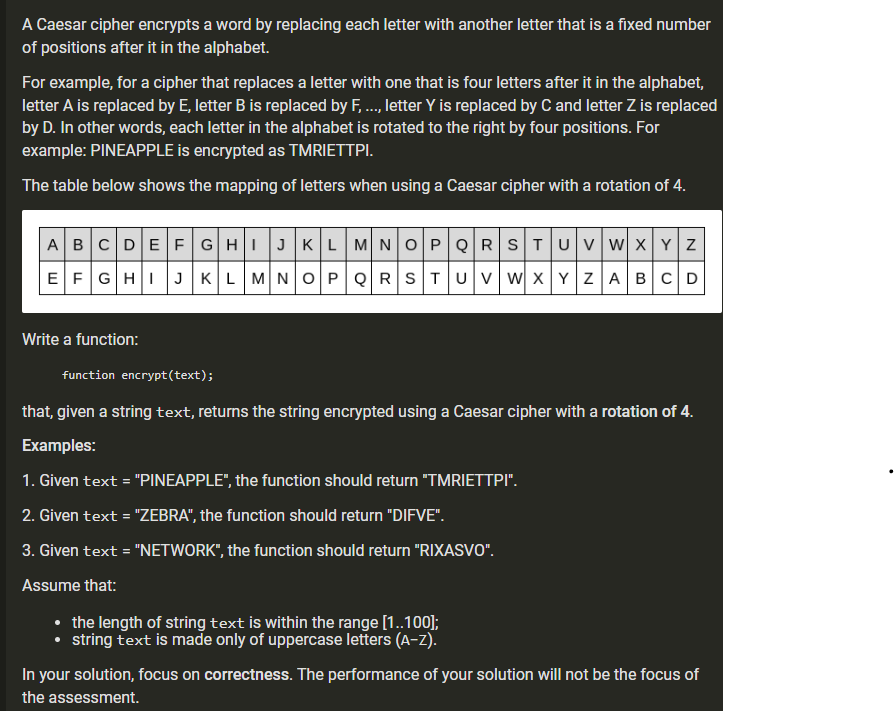 A Caesar cipher encrypts a word by replacing each letter with another letter that is a fixed number
of positions after it in the alphabet.
For example, for a cipher that replaces a letter with one that is four letters after it in the alphabet,
letter A is replaced by E, letter B is replaced by F, ..., letter Y is replaced by C and letter Z is replaced
by D. In other words, each letter in the alphabet is rotated to the right by four positions. For
example: PINEAPPLE is encrypted as TMRIETTPI.
The table below shows the mapping of letters when using a Caesar cipher with a rotation of 4.
A B C D E F G H I J K L M N O P Q R S T U V W X Y Z
E F G H I J K L M N O P Q R S T U V W X Y Z A B C D
Write a function:
function encrypt(text);
that, given a string text, returns the string encrypted using a Caesar cipher with a rotation of 4.
Examples:
1. Given text = "PINEAPPLE", the function should return "TMRIETTPI".
2. Given text = "ZEBRA", the function should return "DIFVE".
3. Given text = "NETWORK", the function should return "RIXASVO".
Assume that:
• the length of string text is within the range [1..100];
• string text is made only of uppercase letters (A-Z).
In your solution, focus on correctness. The performance of your solution will not be the focus of
the assessment.